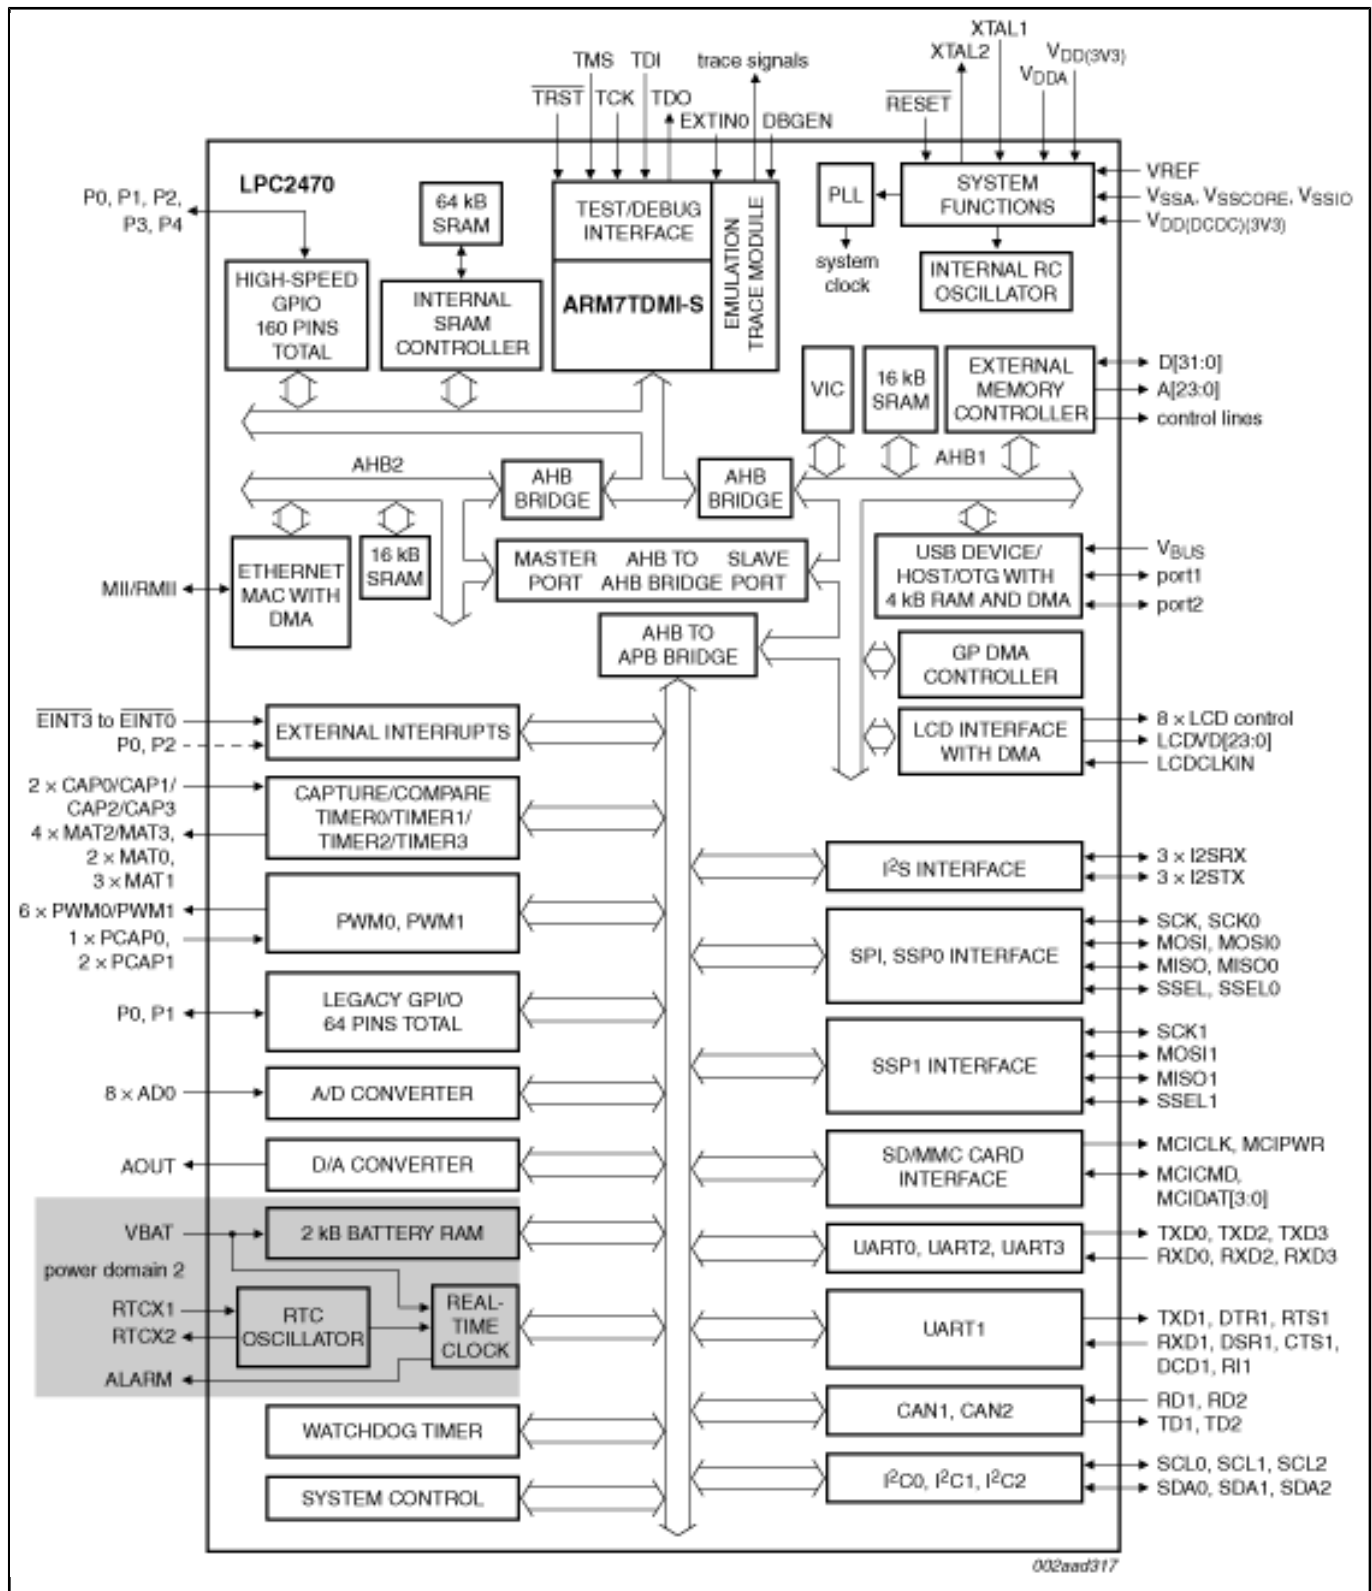 XTAL1
XTAL2
VDD(3V3)
VDDA
RESET
TMS TDI trace signals
TRST TCK TDO
EXTIN0 DBGEN
LPC2470
P0, P1, P2,
P3, P4
64 kB
SRAM
TEST/DEBUG
INTERFACE
EMULATION
TRACE MODULE
PLL
SYSTEM
FUNCTIONS
VREF
VSSA, VSSCORE, VSSIO
VDD(DCDC)(3V3)
system
clock
HIGH-SPEED
GPIO
160 PINS
TOTAL
INTERNAL
SRAM
CONTROLLER
ARM7TDMI-S
INTERNAL RC
OSCILLATOR
VIC
16 kB
SRAM
EXTERNAL
MEMORY
CONTROLLER
D[31:0]
A[23:0]
control lines
AHB2
AHB
BRIDGE
AHB
BRIDGE
AHB1
MII/RMII
ETHERNET
MAC WITH
DMA
16 kB
SRAM
MASTER
PORT
AHB TO
AHB BRIDGE
SLAVE
PORT
USB DEVICE/
HOST/OTG WITH
4 kB RAM AND DMA
VBUS
port1
port2
AHB TO
APB BRIDGE
GP DMA
CONTROLLER
LCD INTERFACE
WITH DMA
8 × LCD control
LCDVD[23:0]
LCDCLKIN
EINT3 to EINT0
P0, P2
EXTERNAL INTERRUPTS
2 × CAP0/CAP1/
CAP2/CAP3
4 × MAT2/MAT3,
2 × MAT0,
3 × MAT1
CAPTURE/COMPARE
TIMER0/TIMER1/
TIMER2/TIMER3
I²S INTERFACE
3 × I2SRX
3 × I2STX
6 × PWM0/PWM1
1 × PCAP0,
2 × PCAP1
PWM0, PWM1
SPI, SSP0 INTERFACE
SCK, SCK0
MOSI, MOSI0
MISO, MISO0
SSEL, SSEL0
P0, P1
LEGACY GPI/O
64 PINS TOTAL
SSP1 INTERFACE
SCK1
MOSI1
MISO1
SSEL1
8 × AD0
A/D CONVERTER
AOUT
D/A CONVERTER
SD/MMC CARD
INTERFACE
MCICLK, MCIPWR
MCICMD,
MCIDAT[3:0]
VBAT
2 kB BATTERY RAM
power domain 2
UART0, UART2, UART3
TXD0, TXD2, TXD3
RXD0, RXD2, RXD3
RTCX1
RTCX2
ALARM
RTC
OSCILLATOR
REAL-
TIME
CLOCK
UART1
TXD1, DTR1, RTS1
RXD1, DSR1, CTS1,
DCD1, RI1
WATCHDOG TIMER
CAN1, CAN2
RD1, RD2
TD1, TD2
SYSTEM CONTROL
I²C0, I²C1, I²C2
SCL0, SCL1, SCL2
SDA0, SDA1, SDA2
002aad317